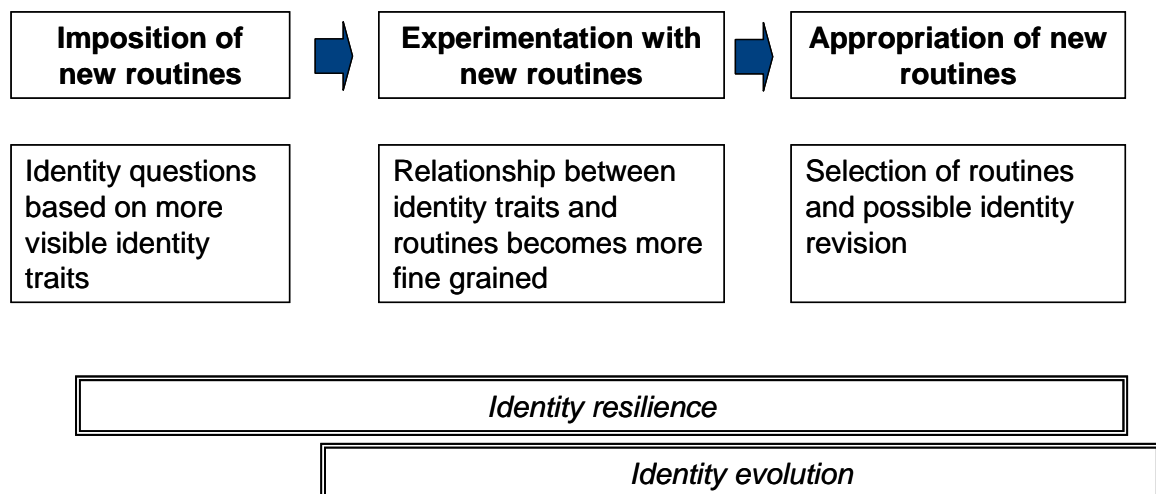 Imposition of
new routines
Experimentation with
new routines
Appropriation of new
routines
Identity questions
based on more
visible identity
traits
Relationship between
identity traits and
routines becomes more
fine grained
Selection of routines
and possible identity
revision
Identity resilience
Identity evolution